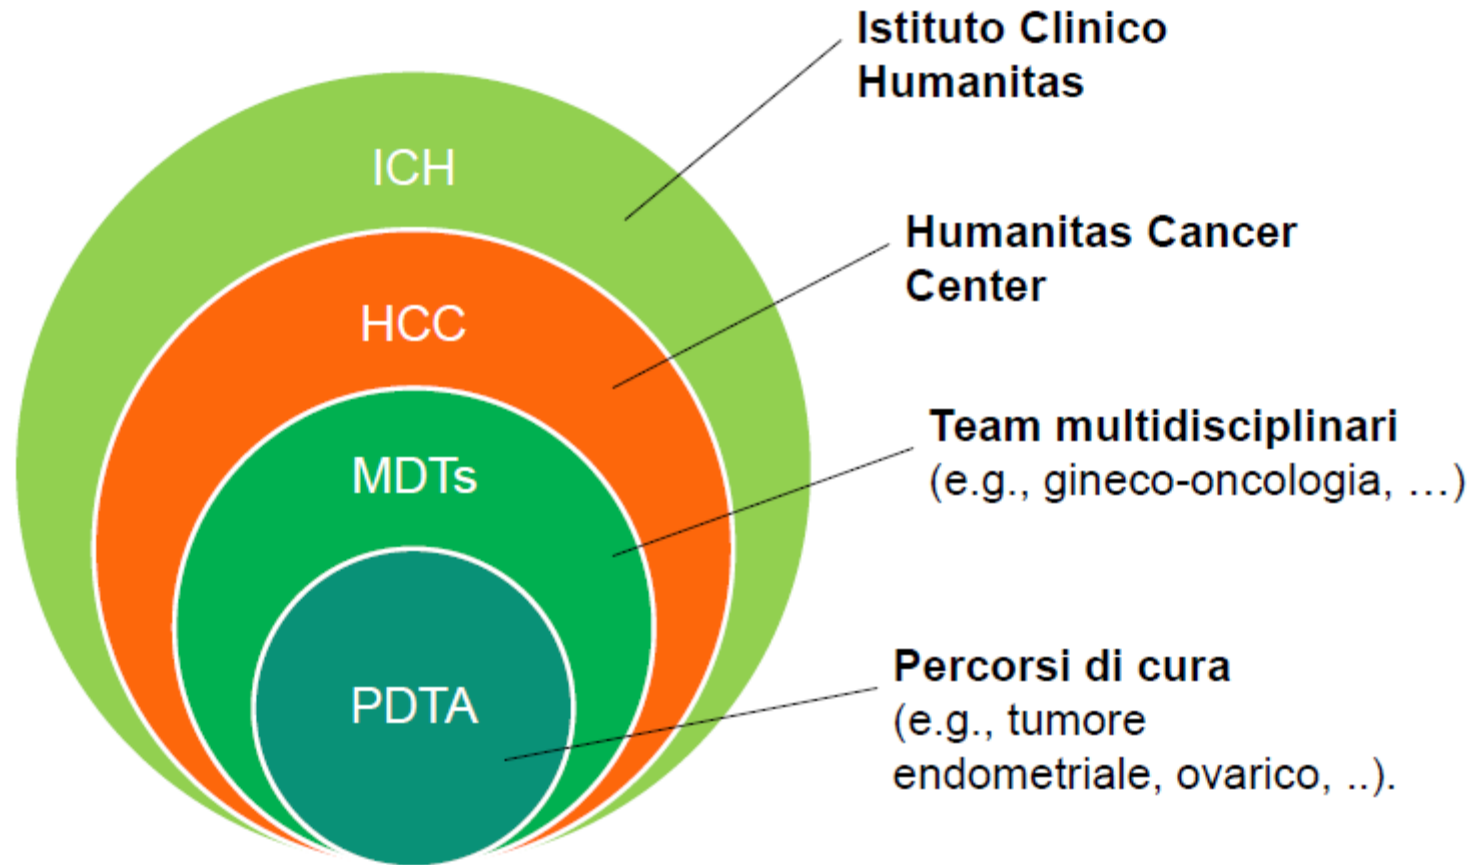 Istituto Clinico
Humanitas
ICH
Humanitas Cancer
Center
HCC
Team multidisciplinari
(e.g., gineco-oncologia, …)
MDTs
Percorsi di cura
(e.g., tumore
endometriale, ovarico, ..).
PDTA